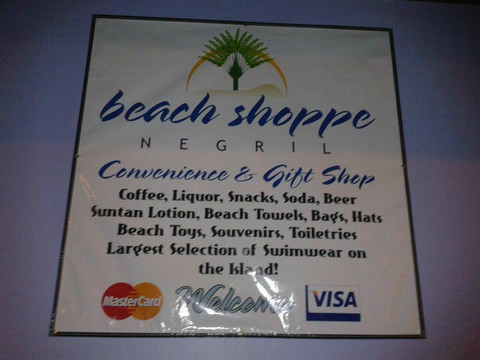 beach shoppe
NEGRIL
Convenience & Gift Shop
Coffee, Liquor, Snacks, Soda, Beer
Suntan Lotion, Beach Towels, Bags, Hats
Beach Toys, Souvenirs, Toiletries
Largest Selection of Swimwear on
the Island!
MasterCard Welcome VISA